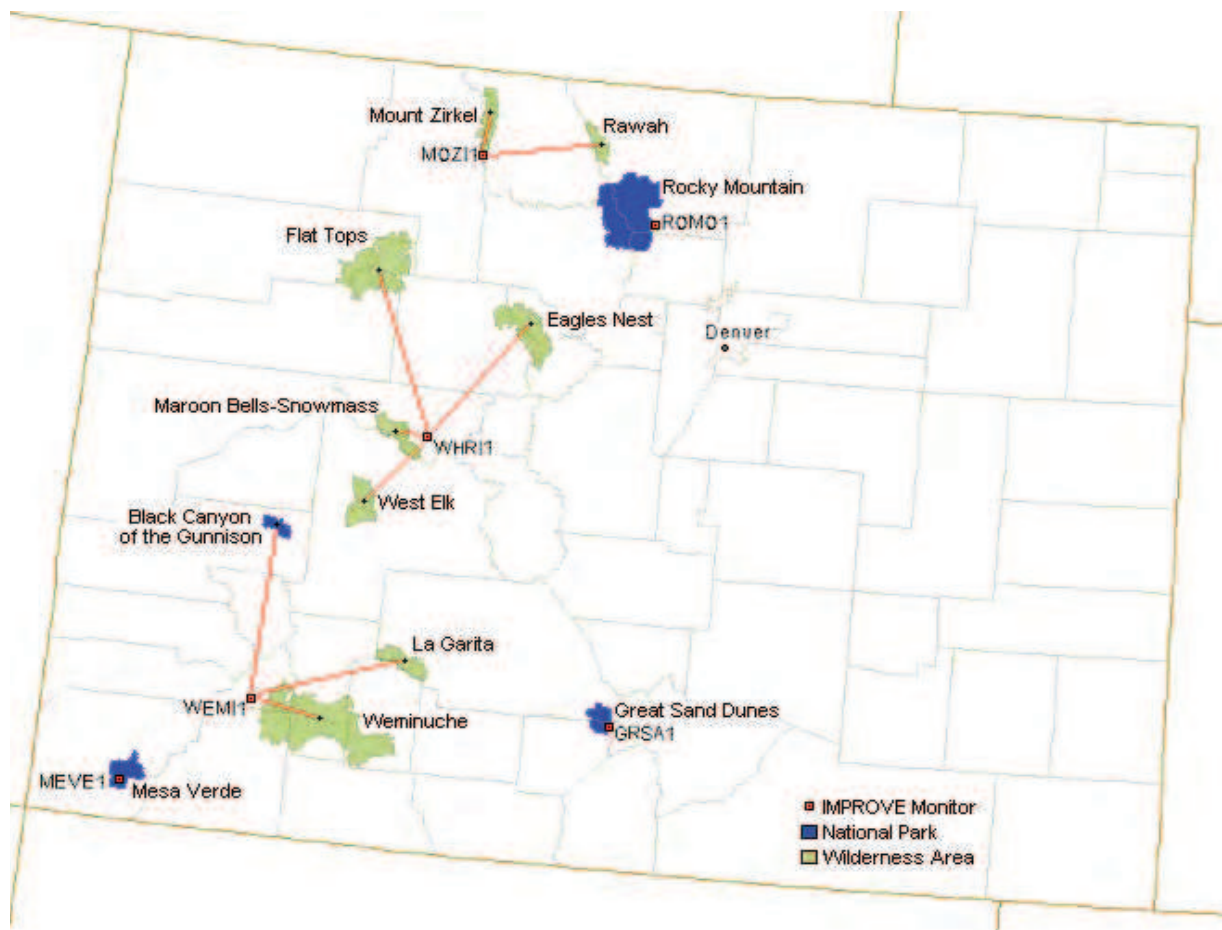 Mount Zirkel
Rawah
MOZI1
Rocky Mountain
ROMO1
Flat Tops
Eagles Nest
Denver
Maroon Bells-Snowmass
WHRI1
West Elk
Black Canyon
of the Gunnison
La Garita
WEMI1
Weminuche
Great Sand Dunes
GRSA1
MEVE1
Mesa Verde
IMPROVE Monitor
National Park
Wilderness Area